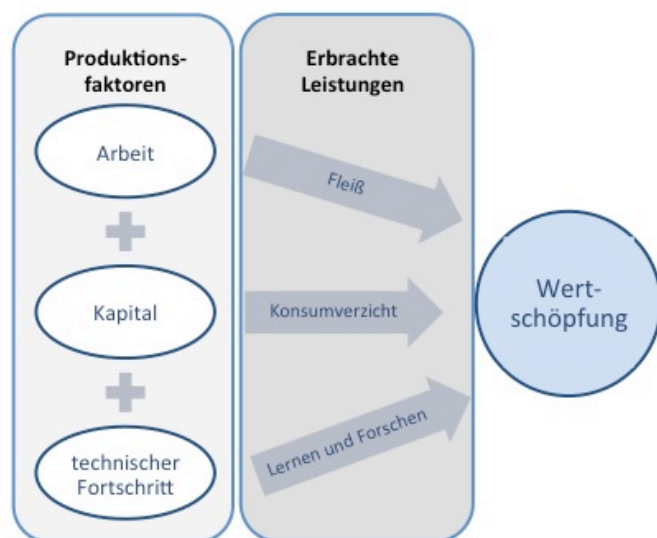 Produktions-
faktoren
Erbrachte
Leistungen
Arbeit
Fleiß
Kapital
Konsumverzicht
Wert-
schöpfung
technischer
Fortschritt
Lernen und Forschen